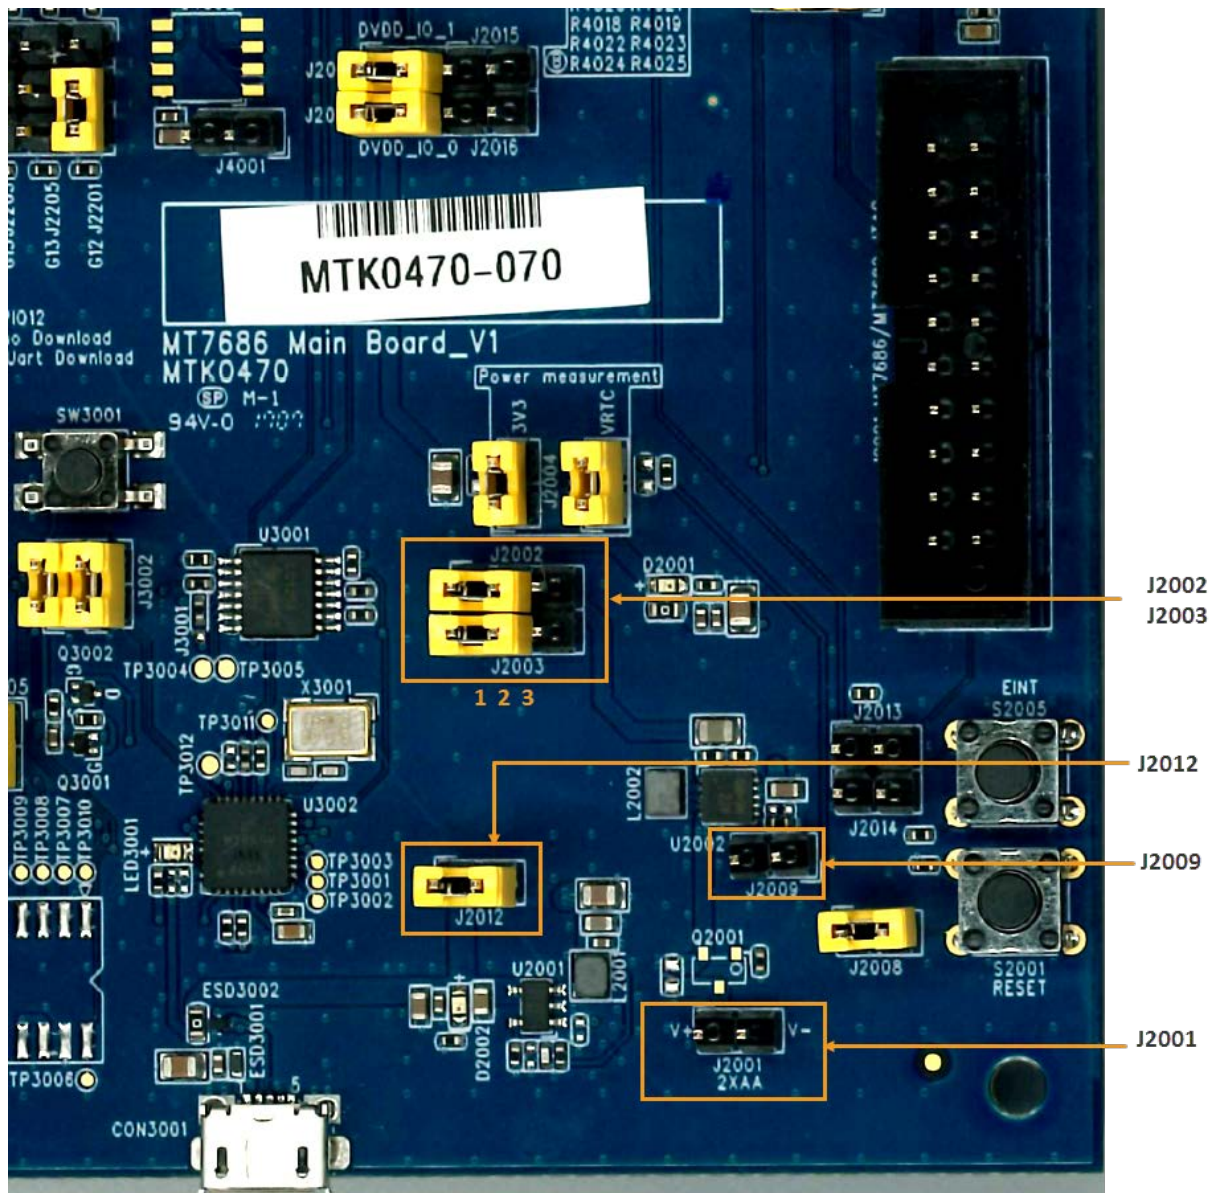 DVDD_IO_1
J2015
R4018 R4019
R4022 R4023
R4024 R4025
J20
J20
DVDD_IO_0
J2016
J4001
J2205
J2201
G13
G12
MTK0470-070
MT7686 Main Board_V1
MTK0470
SP M-1
94V-0
Download
Uart Download
Power measurement
3V3
J2004
VRTC
SW3001
U3001
J3002
J3001
J2002
D2001
J2002
J2003
J2003
1 2 3
Q3002
TP3004
TP3005
X3001
TP3011
TP3012
Q3001
TP3009
TP3008
TP3007
TP3010
U3002
LED3001
TP3003
TP3001
TP3002
EINT
S2005
J2013
J2014
J2012
L2002
U2002
J2009
J2009
J2012
J2008
S2001
RESET
Q2001
U2001
L2001
D2002
V+
V-
J2001
2XAA
J2001
ESD3002
ESD3001
TP3006
5
CON3001